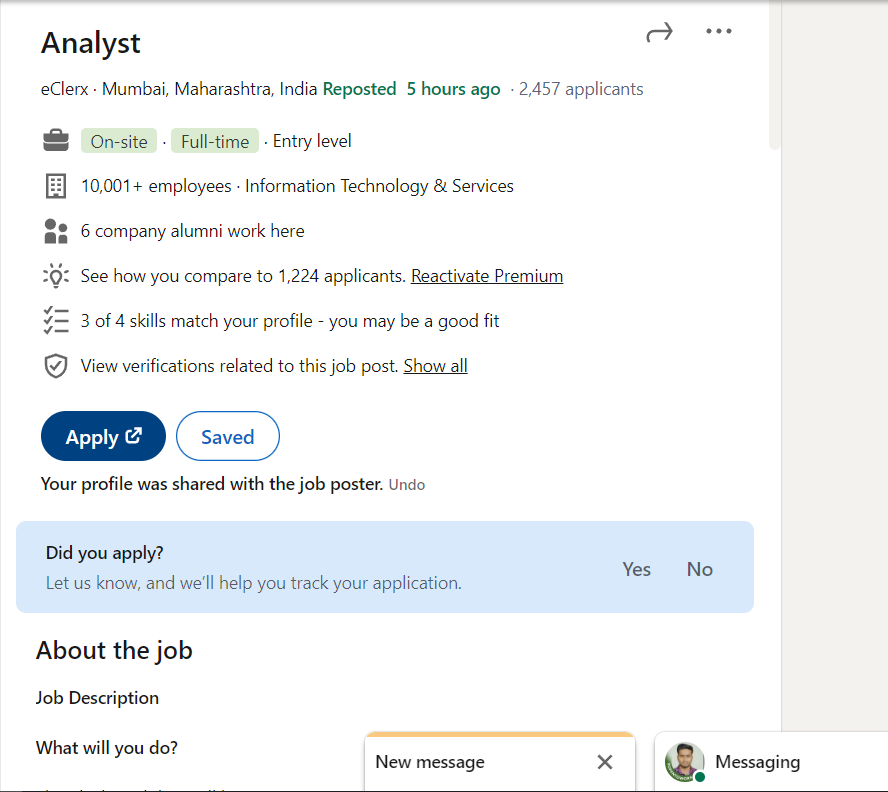 Analyst
eClerx · Mumbai, Maharashtra, India Reposted 5 hours ago · 2,457 applicants
On-site · Full-time · Entry level
10,001+ employees · Information Technology & Services
6 company alumni work here
See how you compare to 1,224 applicants. Reactivate Premium
3 of 4 skills match your profile - you may be a good fit
View verifications related to this job post. Show all
Apply Saved
Your profile was shared with the job poster. Undo
Did you apply?
Let us know, and we'll help you track your application.
Yes No
About the job
Job Description
What will you do?
New message
Messaging